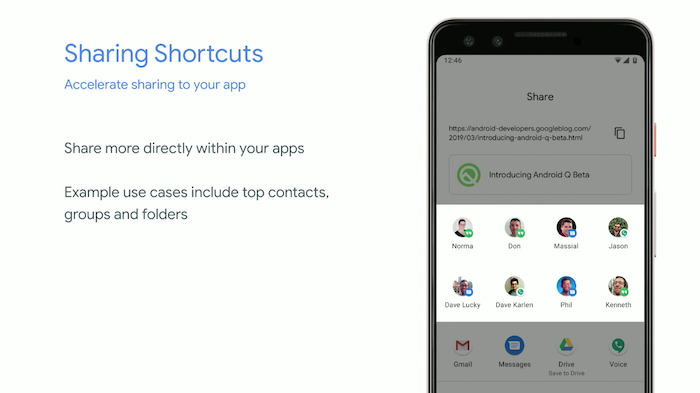 Sharing Shortcuts
Accelerate sharing to your app
Share more directly within your apps
Example use cases include top contacts,
groups and folders
12:46
Share
https://android-developers.googleblog.com/
2019/03/introducing-android-q-beta.html
Introducing Android Q Beta
Norma Don Massial Jason
Dave Lucky Dave Karlen Phil Kenneth
Gmail Messages Drive Voice
Save to Drive